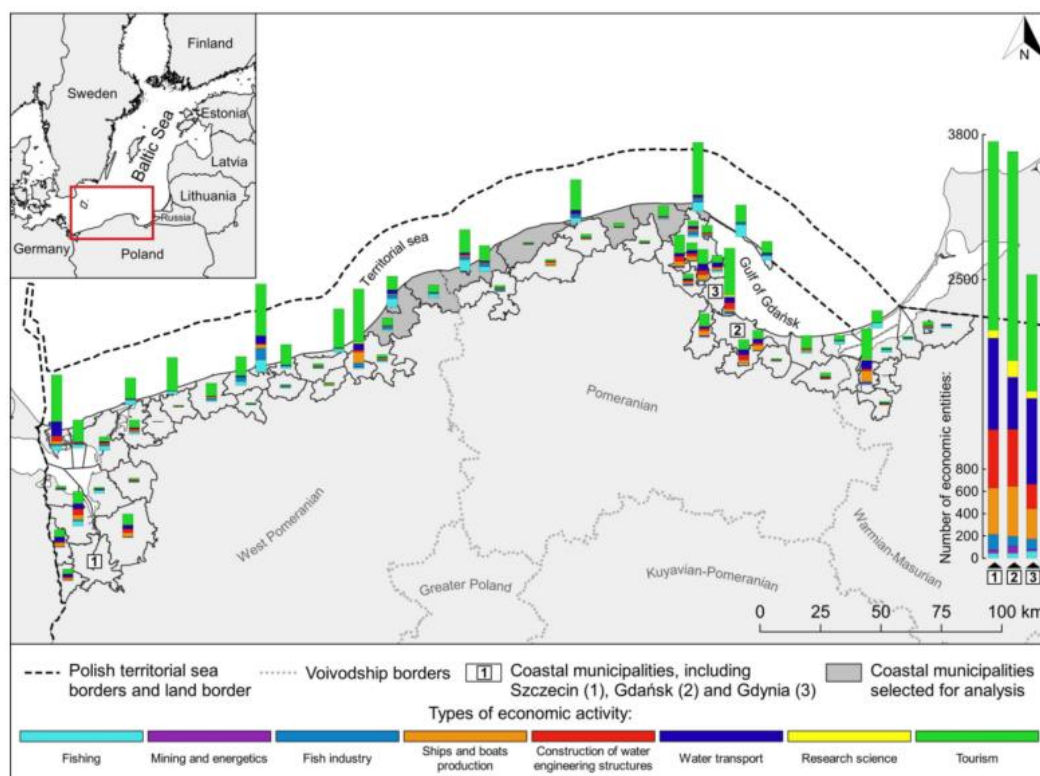 Finland
Sweden
Estonia
Baltic Sea
Latvia
Lithuania
Russia
Germany
Poland
N
3800
Territorial sea
Gulf of Gdańsk
2500
3
2
Pomeranian
Number of economic entities:
800
600
400
200
0
West Pomeranian
Warmian-Masurian
1
Greater Poland
Kuyavian-Pomeranian
1 2 3
0 25 50 75 100 km
Polish territorial sea
borders and land border
Voivodship borders
1
Coastal municipalities, including
Szczecin (1), Gdańsk (2) and Gdynia (3)
Coastal municipalities
selected for analysis
Types of economic activity:
Fishing
Mining and energetics
Fish industry
Ships and boats
production
Construction of water
engineering structures
Water transport
Research science
Tourism